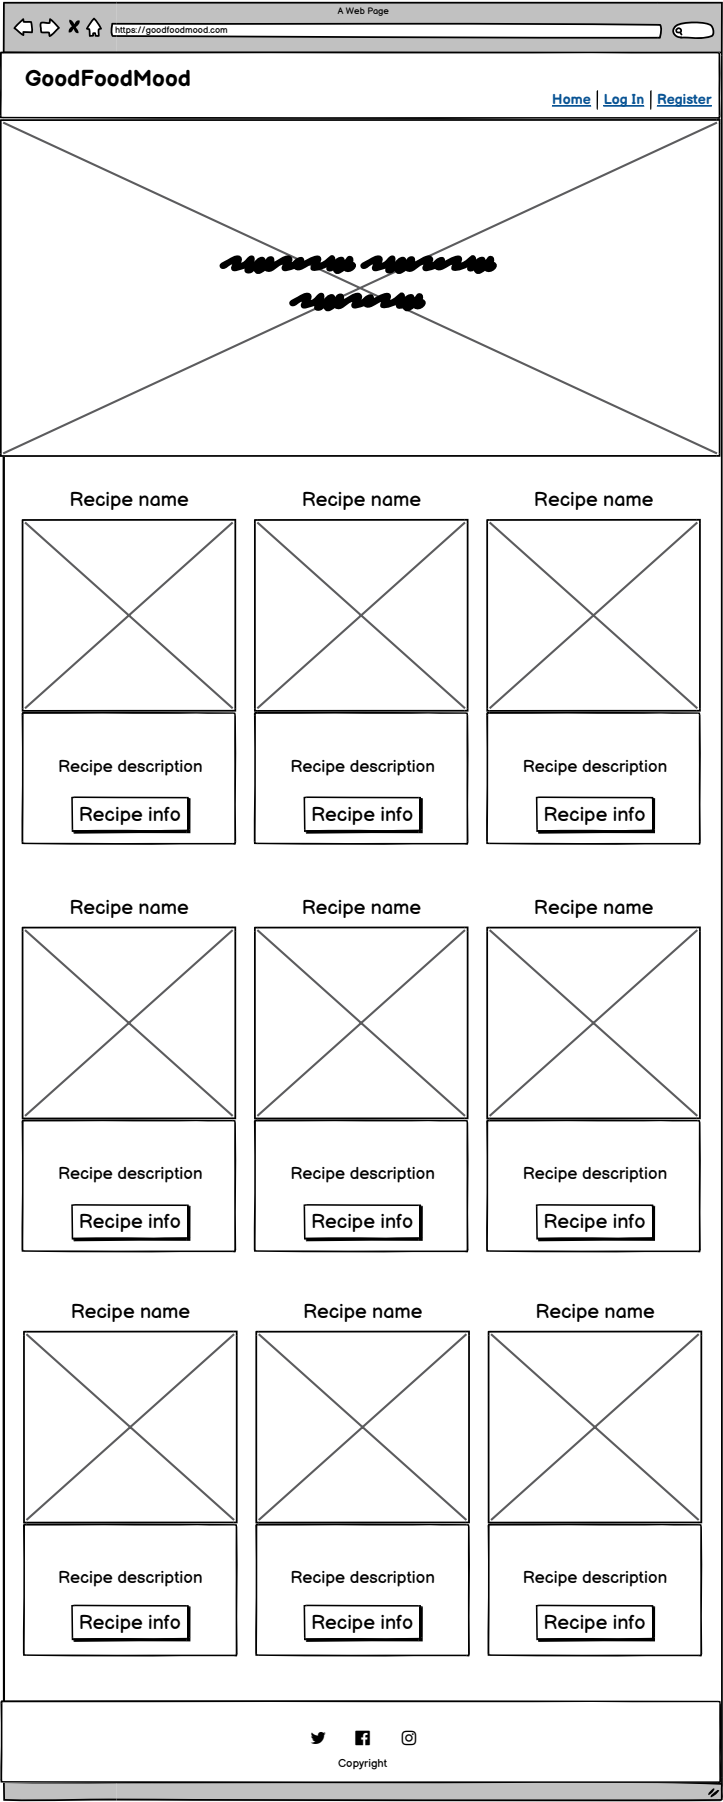 A Web Page
https://goodfoodmood.com
GoodFoodMood
Home | Log In | Register
Recipe name Recipe name Recipe name
Recipe description Recipe description Recipe description
Recipe info Recipe info Recipe info
Recipe name Recipe name Recipe name
Recipe description Recipe description Recipe description
Recipe info Recipe info Recipe info
Recipe name Recipe name Recipe name
Recipe description Recipe description Recipe description
Recipe info Recipe info Recipe info
Copyright